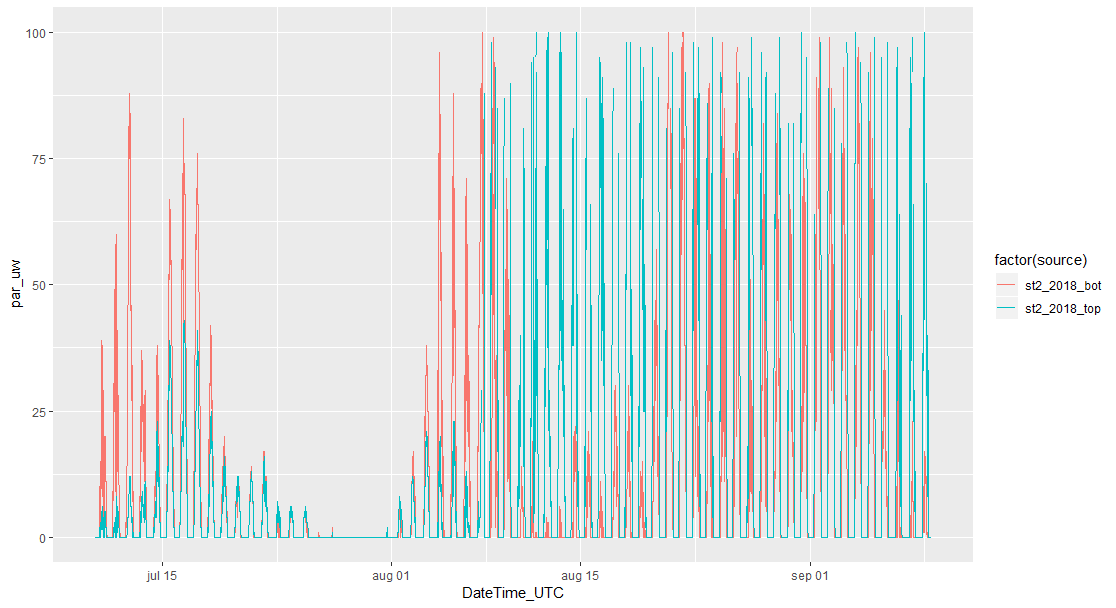 100
75
50
25
0
par_uw
jul 15
aug 01
aug 15
sep 01
DateTime_UTC
factor(source)
st2_2018_bot
st2_2018_top